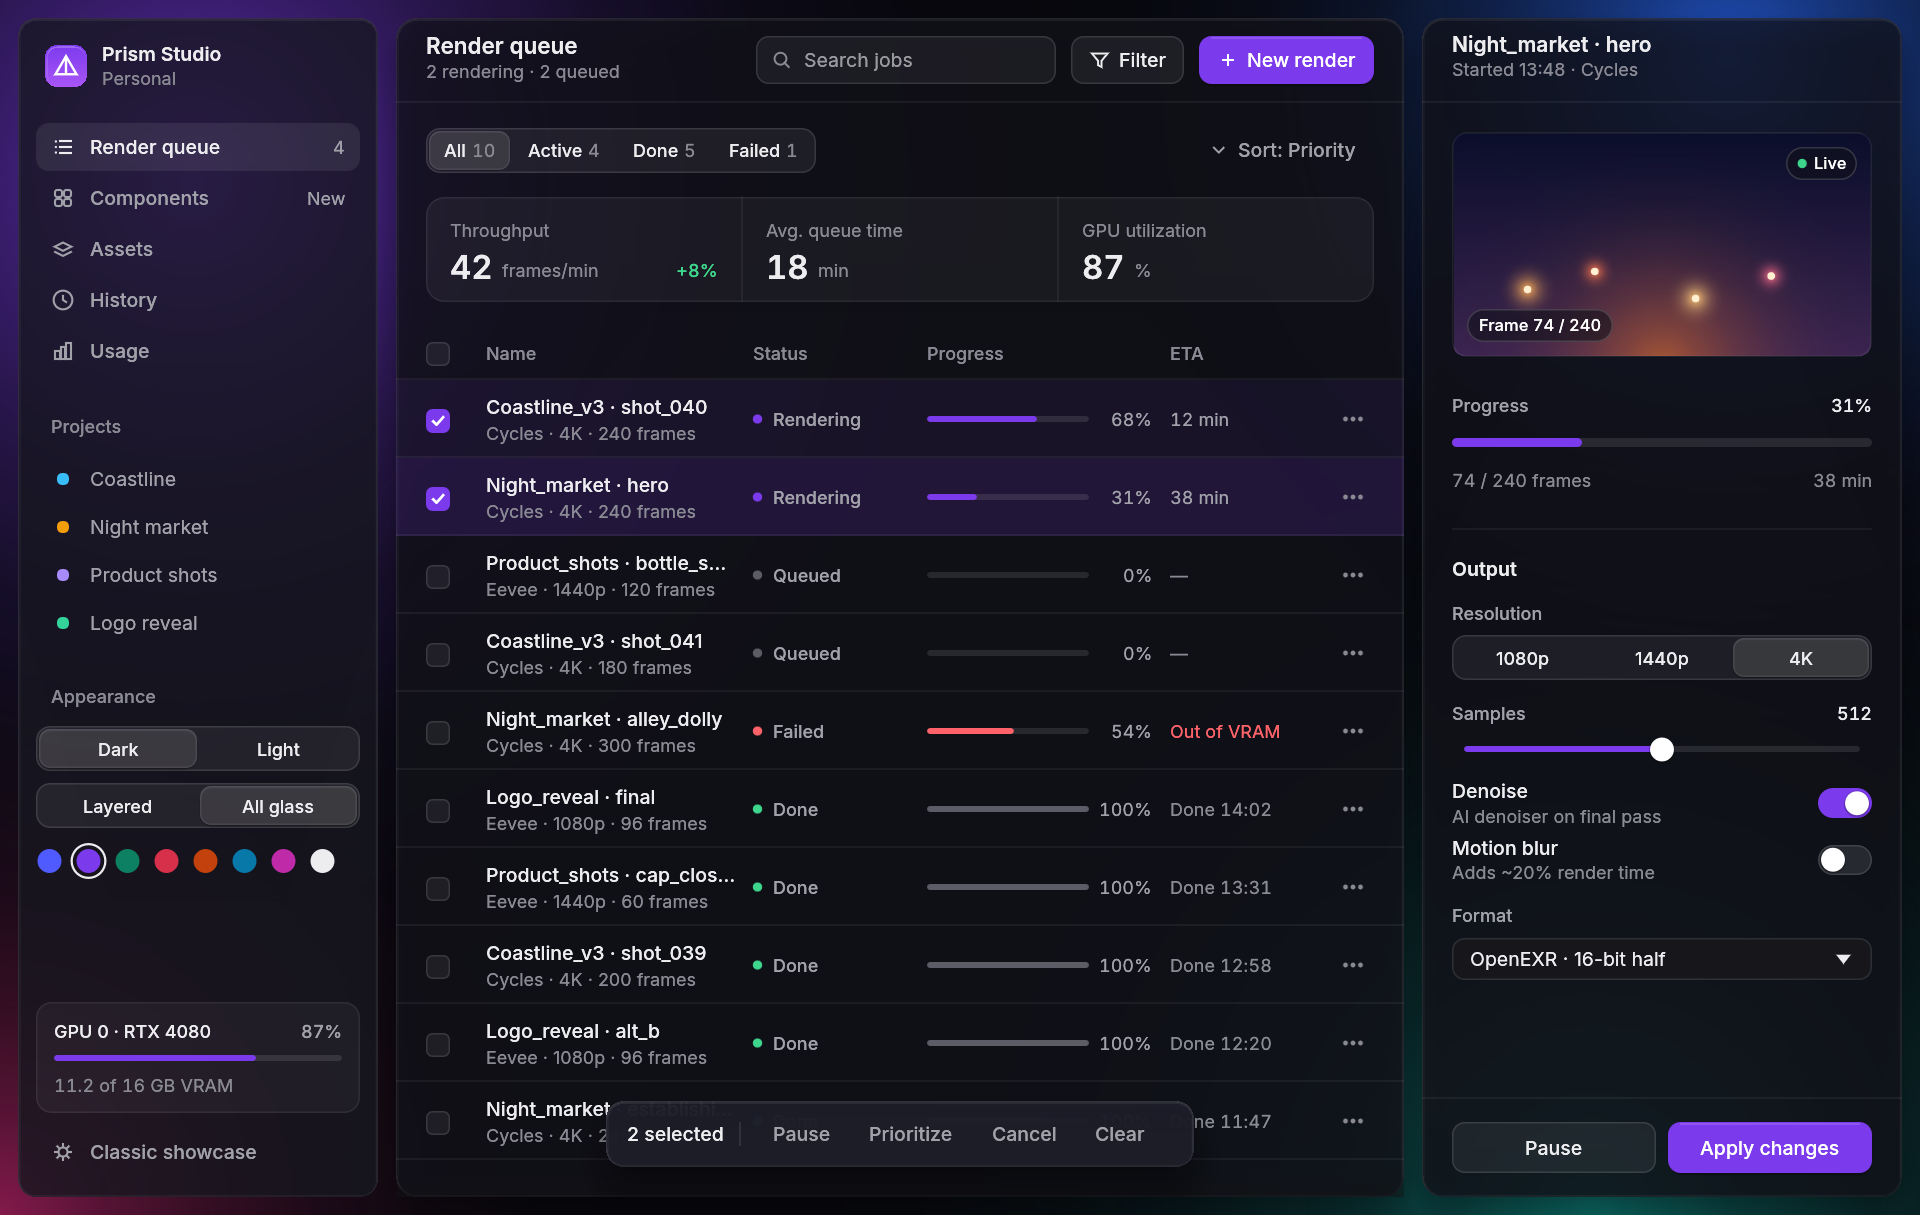 Prism Studio
Personal
Render queue 4
Components New
Assets
History
Usage
Projects
Coastline
Night market
Product shots
Logo reveal
Appearance
Dark Light
Layered All glass
GPU 0 · RTX 4080 87%
11.2 of 16 GB VRAM
Classic showcase
Render queue
2 rendering · 2 queued
Search jobs
Filter
+ New render
All 10 Active 4 Done 5 Failed 1
Sort: Priority
Throughput
42 frames/min +8%
Avg. queue time
18 min
GPU utilization
87 %
Name Status Progress ETA
Coastline_v3 · shot_040
Cycles · 4K · 240 frames
Rendering 68% 12 min
Night_market · hero
Cycles · 4K · 240 frames
Rendering 31% 38 min
Product_shots · bottle_s...
Eevee · 1440p · 120 frames
Queued 0% —
Coastline_v3 · shot_041
Cycles · 4K · 180 frames
Queued 0% —
Night_market · alley_dolly
Cycles · 4K · 300 frames
Failed 54% Out of VRAM
Logo_reveal · final
Eevee · 1080p · 96 frames
Done 100% Done 14:02
Product_shots · cap_clos...
Eevee · 1440p · 60 frames
Done 100% Done 13:31
Coastline_v3 · shot_039
Cycles · 4K · 200 frames
Done 100% Done 12:58
Logo_reveal · alt_b
Eevee · 1080p · 96 frames
Done 100% Done 12:20
Night_market · establishi...
Cycles · 4K · 2
100% Done 11:47
2 selected Pause Prioritize Cancel Clear
Night_market · hero
Started 13:48 · Cycles
Live
Frame 74 / 240
Progress 31%
74 / 240 frames 38 min
Output
Resolution
1080p 1440p 4K
Samples 512
Denoise
AI denoiser on final pass
Motion blur
Adds ~20% render time
Format
OpenEXR · 16-bit half
Pause Apply changes